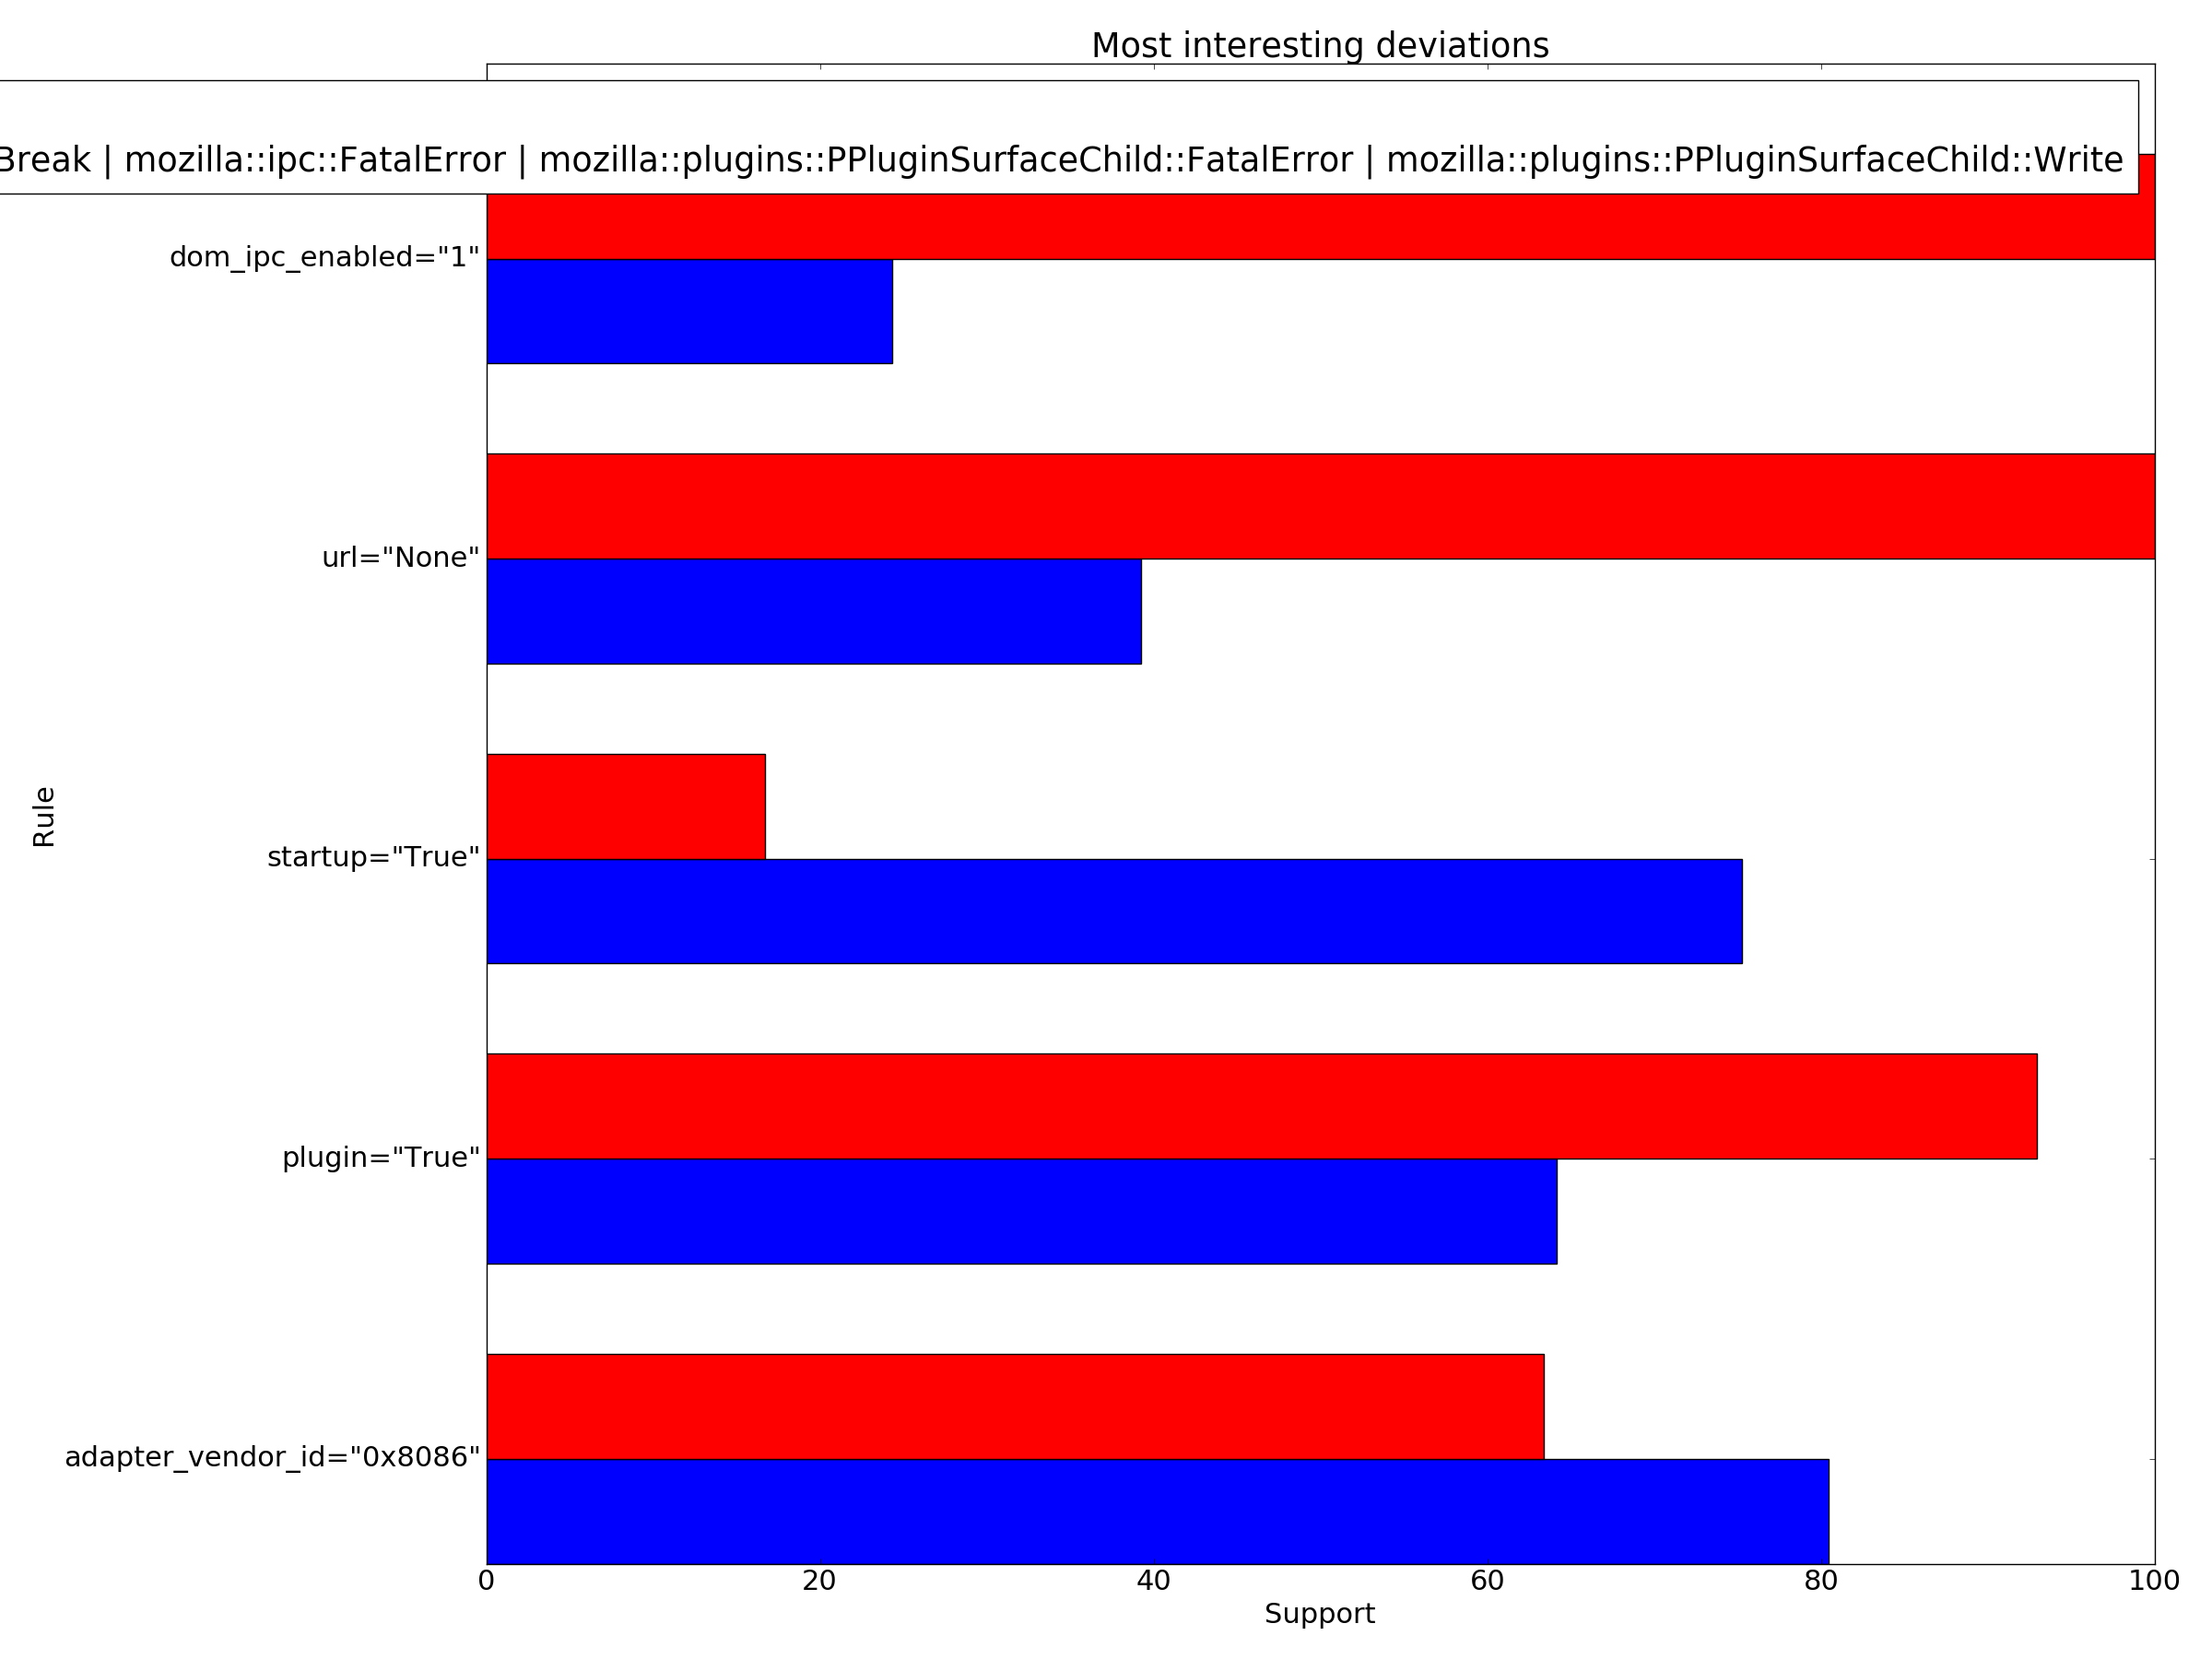 Most interesting deviations
Break | mozilla::ipc::FatalError | mozilla::plugins::PPluginSurfaceChild::FatalError | mozilla::plugins::PPluginSurfaceChild::Write
dom_ipc_enabled="1"
url="None"
startup="True"
Rule
plugin="True"
adapter_vendor_id="0x8086"
0 20 40 60 80 100
Support